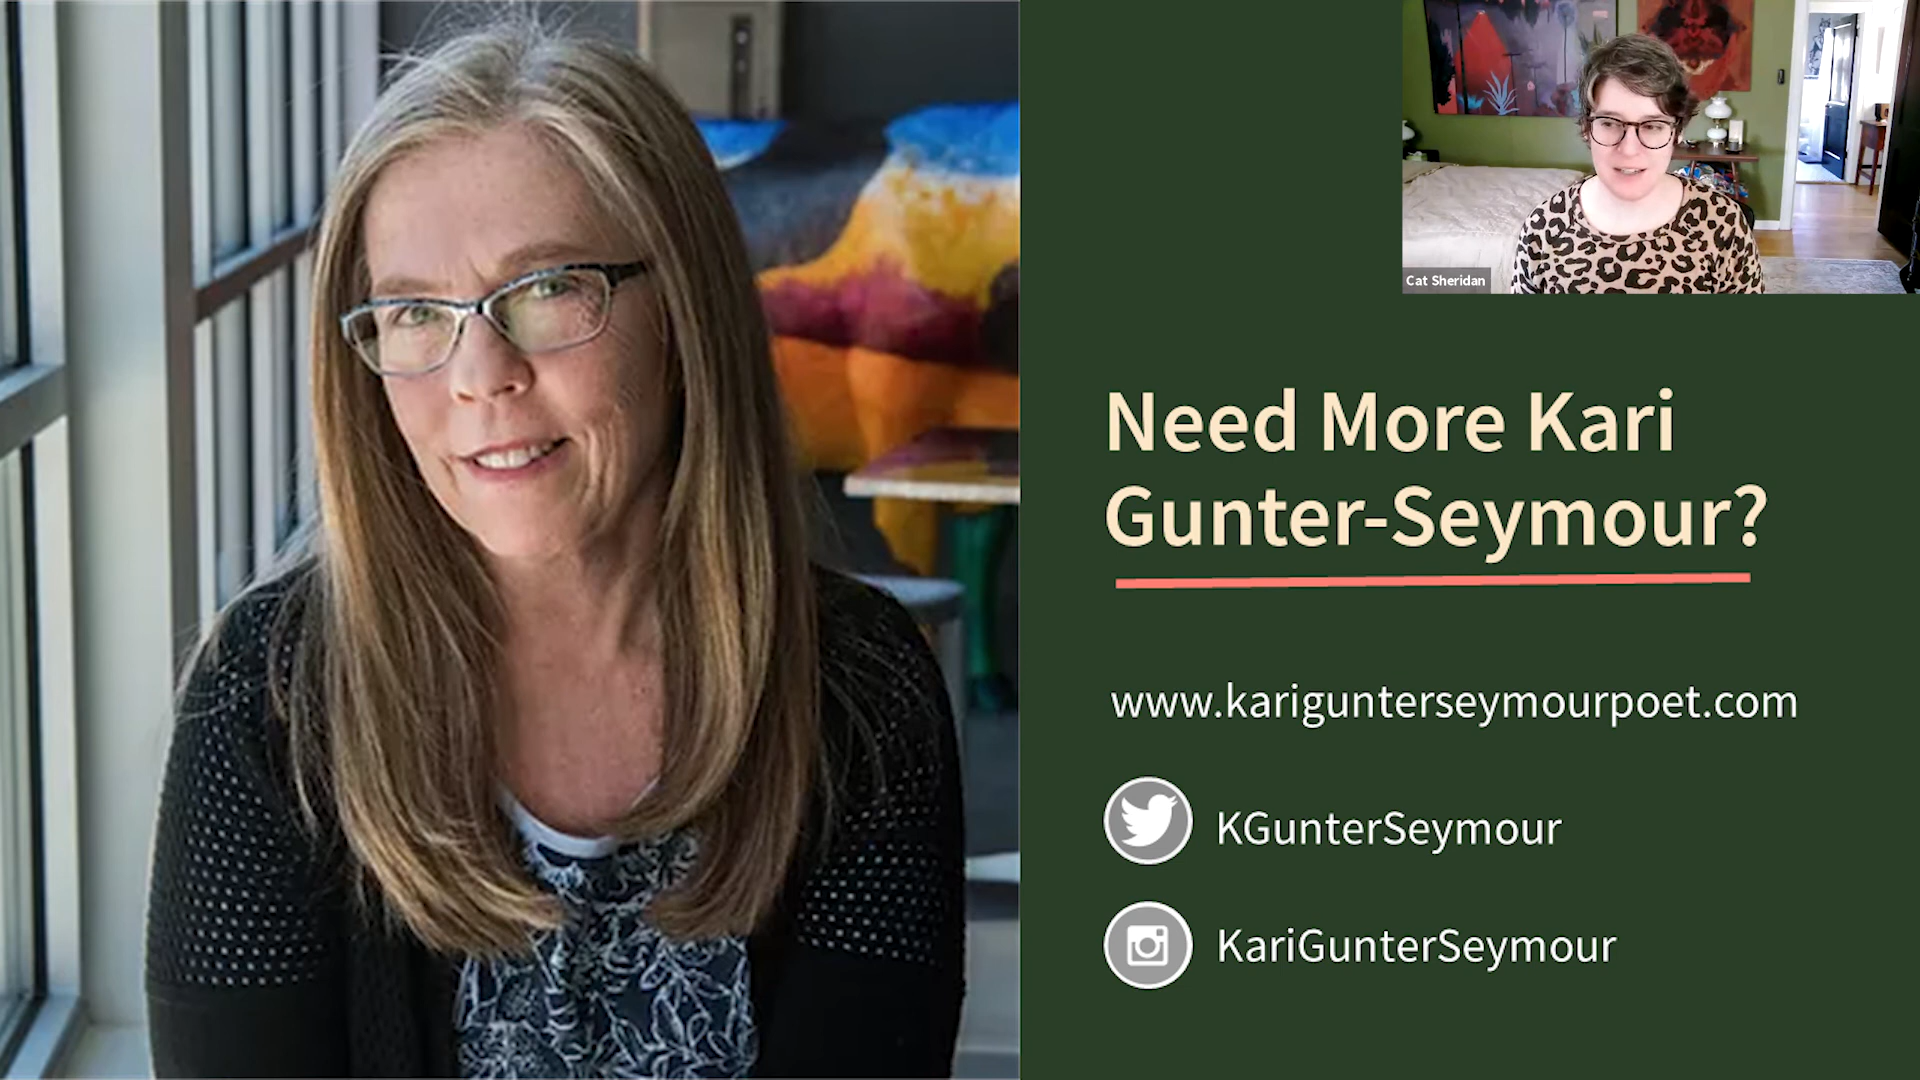 Cat Sheridan
Need More Kari
Gunter-Seymour?
www.karigunterseymourpoet.com
KGunterSeymour
KariGunterSeymour